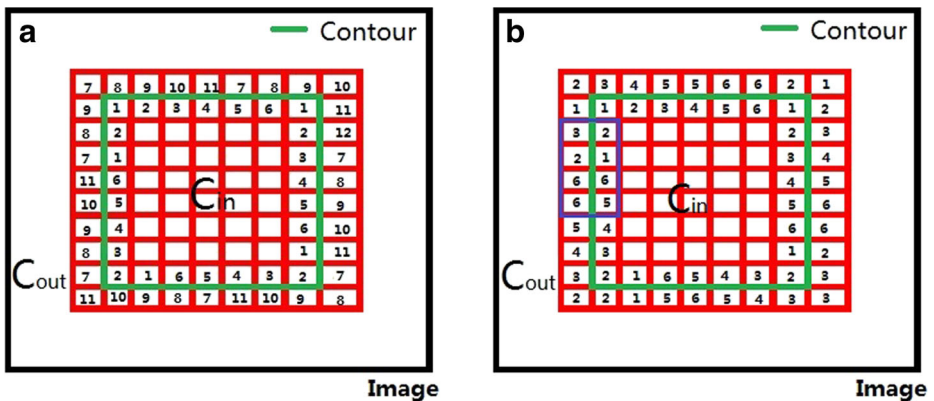 a
Contour
7 8 9 10 11 7 8 9 10
9 1 2 3 4 5 6 1 11
8 2 2 12
7 1 3 7
11 6 4 8
10 5 5 9
9 4 6 10
8 3 1 11
7 2 1 6 5 4 3 2 7
11 10 9 8 7 11 10 9 8
Cin
Cout
Image
b
Contour
2 3 4 5 5 6 6 2 1
1 1 2 3 4 5 6 1 2
3 2 2 3
2 1 3 4
6 6 4 5
6 5 5 6
5 4 6 6
4 3 1 2
3 2 1 6 5 4 3 2 3
2 2 1 5 6 5 4 3 3
Cin
Cout
Image